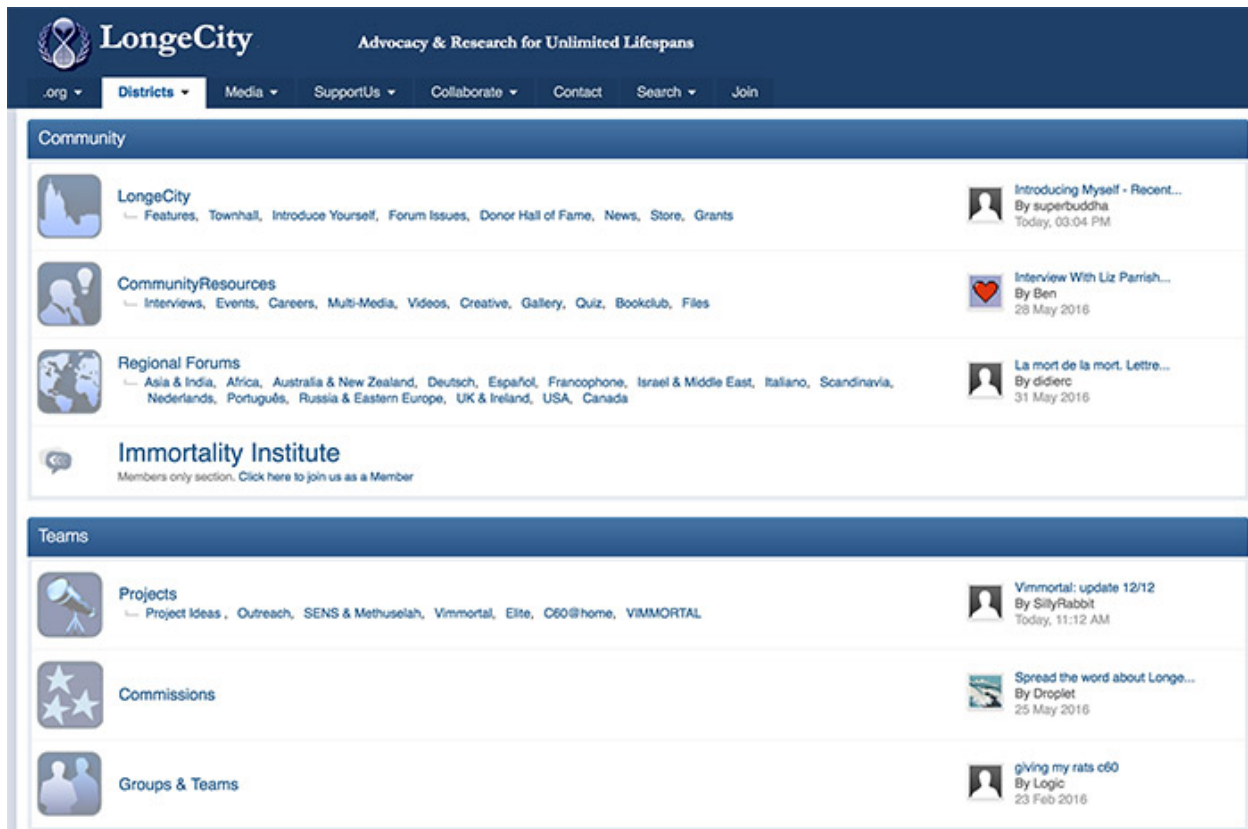 LongeCity
Advocacy & Research for Unlimited Lifespans
.org
Districts
Media
SupportUs
Collaborate
Contact
Search
Join
Community
LongeCity
Features, Townhall, Introduce Yourself, Forum Issues, Donor Hall of Fame, News, Store, Grants
Introducing Myself - Recent...
By superbuddha
Today, 03:04 PM
CommunityResources
Interviews, Events, Careers, Multi-Media, Videos, Creative, Gallery, Quiz, Bookclub, Files
Interview With Liz Parrish...
By Ben
28 May 2016
Regional Forums
Asia & India, Africa, Australia & New Zealand, Deutsch, Español, Francophone, Israel & Middle East, Italiano, Scandinavia,
Nederlands, Português, Russia & Eastern Europe, UK & Ireland, USA, Canada
La mort de la mort. Lettre...
By didierc
31 May 2016
Immortality Institute
Members only section. Click here to join us as a Member
Teams
Projects
Project Ideas , Outreach, SENS & Methuselah, Vimmortal, Elite, C60@home, VIMMORTAL
Vimmortal: update 12/12
By SillyRabbit
Today, 11:12 AM
Commissions
Spread the word about Longe...
By Droplet
25 May 2016
Groups & Teams
giving my rats c60
By Logic
23 Feb 2016